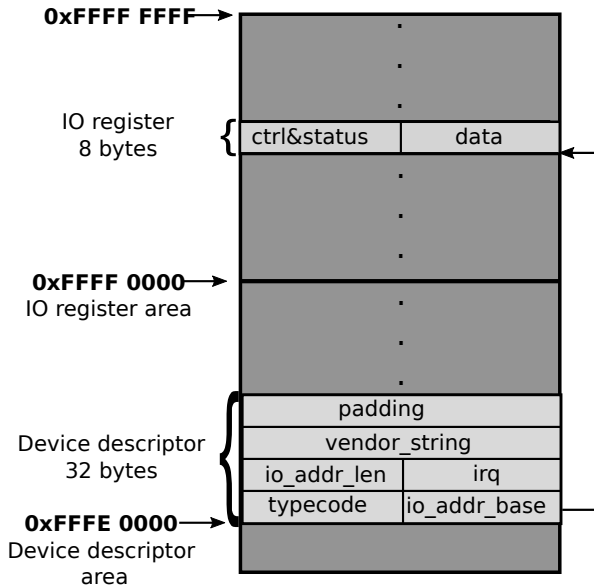 0xFFFF FFFF
IO register
8 bytes
ctrl&status data
0xFFFF 0000
IO register area
padding
vendor_string
Device descriptor
32 bytes
io_addr_len irq
typecode io_addr_base
0xFFFE 0000
Device descriptor
area